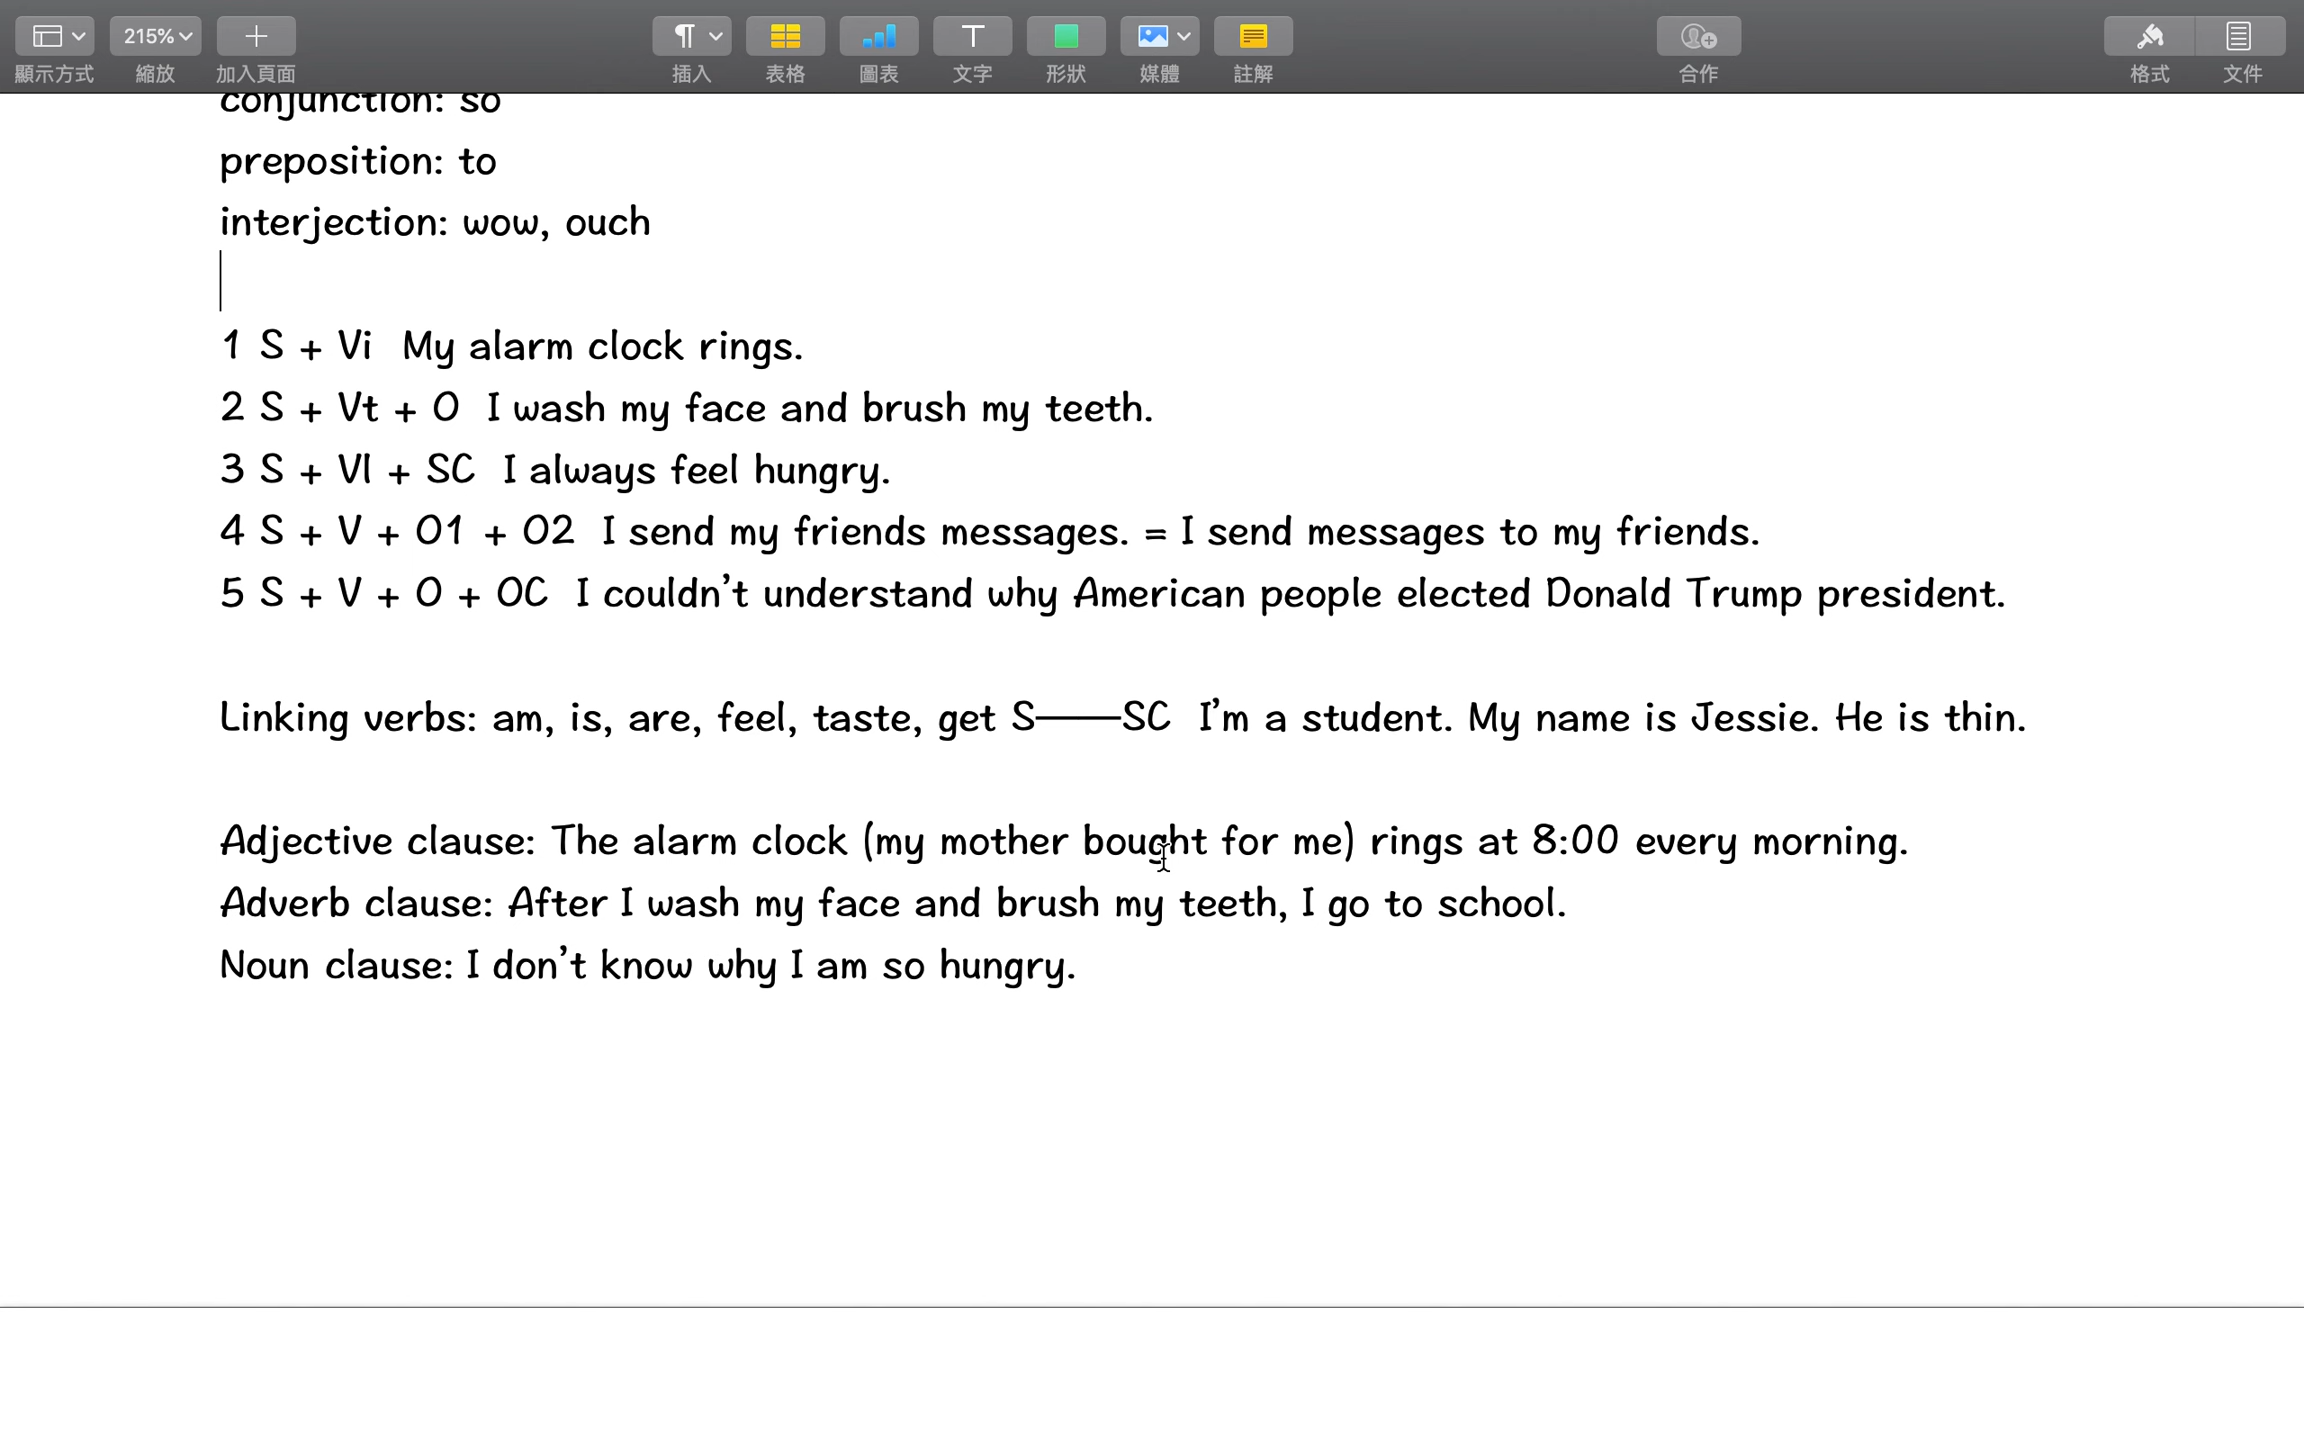 215%
顯示方式 縮放 加入頁面 插入 表格 圖表 文字 形狀 媒體 註解 合作 格式 文件
conjunction: so
preposition: to
interjection: wow, ouch
1 S + Vi  My alarm clock rings.
2 S + Vt + O  I wash my face and brush my teeth.
3 S + Vl + SC  I always feel hungry.
4 S + V + O1 + O2  I send my friends messages. = I send messages to my friends.
5 S + V + O + OC  I couldn't understand why American people elected Donald Trump president.
Linking verbs: am, is, are, feel, taste, get S——SC  I'm a student. My name is Jessie. He is thin.
Adjective clause: The alarm clock (my mother bought for me) rings at 8:00 every morning.
Adverb clause: After I wash my face and brush my teeth, I go to school.
Noun clause: I don't know why I am so hungry.